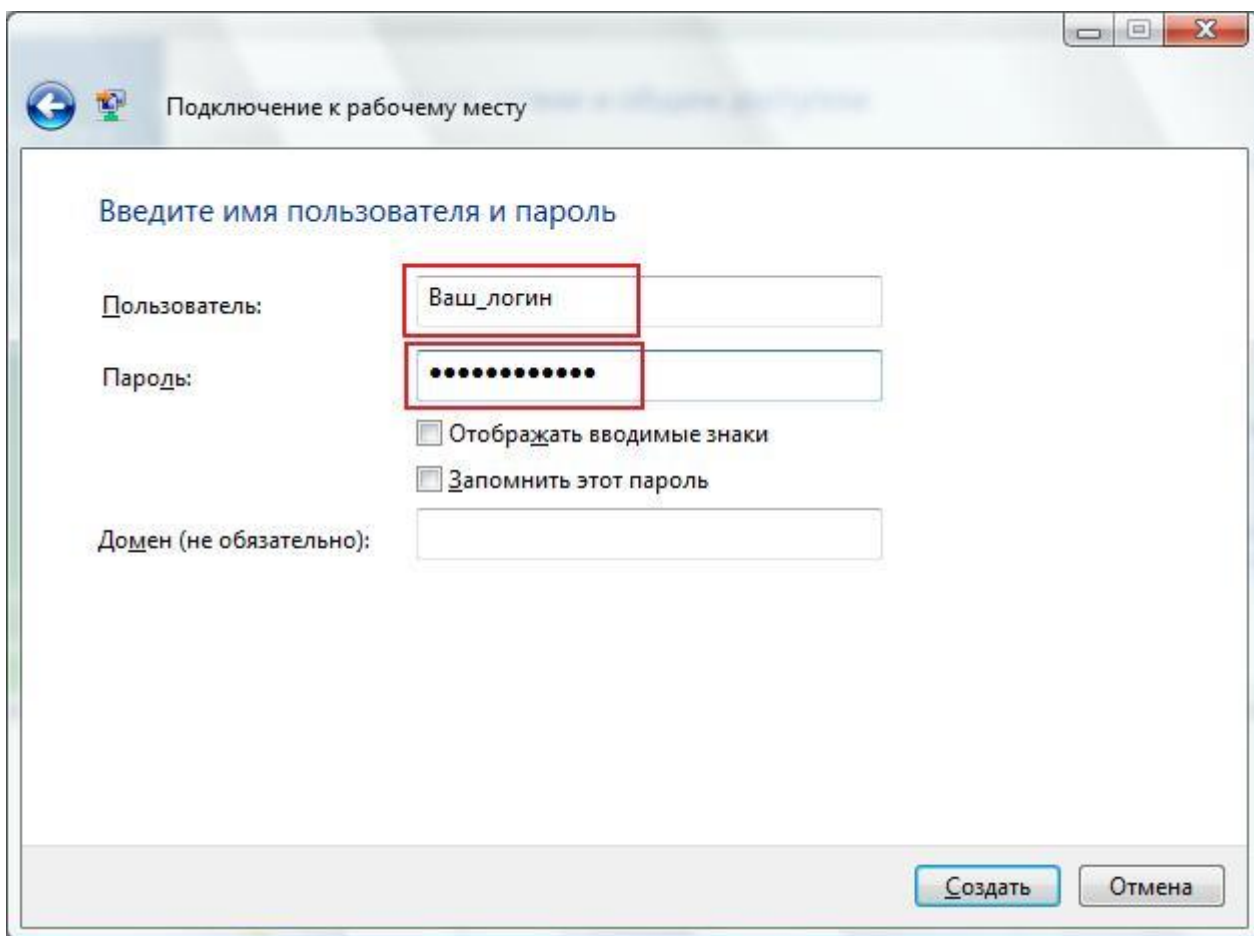 Подключение к рабочему месту
Введите имя пользователя и пароль
Пользователь:
Ваш_логин
Пароль:
●●●●●●●●●●●●
Отображать вводимые знаки
Запомнить этот пароль
Домен (не обязательно):
Создать
Отмена